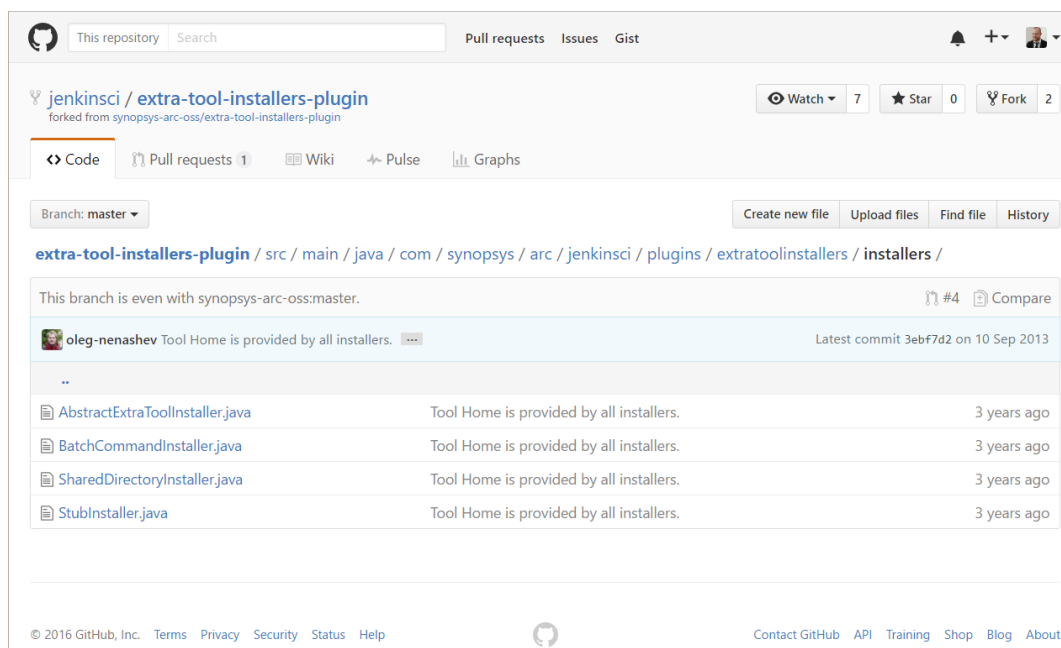 This repository Search Pull requests Issues Gist
jenkinsci / extra-tool-installers-plugin Watch 7 Star 0 Fork 2
forked from synopsys-arc-oss/extra-tool-installers-plugin
Code Pull requests 1 Wiki Pulse Graphs
Branch: master Create new file Upload files Find file History
extra-tool-installers-plugin / src / main / java / com / synopsys / arc / jenkinsci / plugins / extratoolinstallers / installers /
This branch is even with synopsys-arc-oss:master. #4 Compare
oleg-nenashev Tool Home is provided by all installers. ... Latest commit 3ebf7d2 on 10 Sep 2013
..
AbstractExtraToolInstaller.java Tool Home is provided by all installers. 3 years ago
BatchCommandInstaller.java Tool Home is provided by all installers. 3 years ago
SharedDirectoryInstaller.java Tool Home is provided by all installers. 3 years ago
StubInstaller.java Tool Home is provided by all installers. 3 years ago
© 2016 GitHub, Inc. Terms Privacy Security Status Help Contact GitHub API Training Shop Blog About